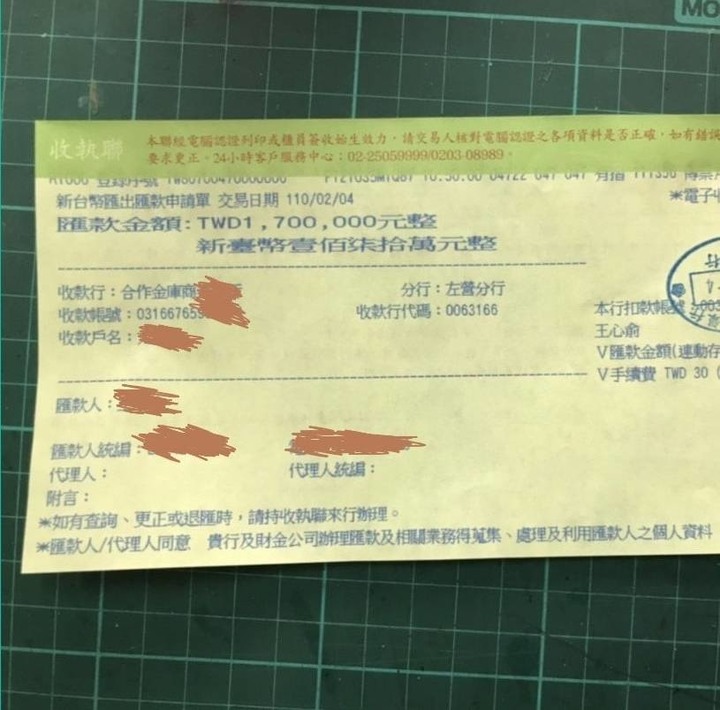 MO
收執聯
本聯經電腦認證列印或櫃員簽收始生效力，請交易人核對電腦認證之各項資料是否正確，如有錯誤
要求更正。24小時客戶服務中心：02-25059999/0203-08989。
新台幣匯出匯款申請單 交易日期 110/02/04
※電子
匯款金額：TWD1,700,000元整
新臺幣壹佰柒拾萬元整
收款行：合作金庫商 分行：左營分行
收款帳號：03166765 收款行代碼：0063166
本行扣款帳
收款戶名：
王心俞
V匯款金額(連動存
V手續費 TWD 30 (
匯款人：
匯款人統編：
代理人： 代理人統編：
附言：
※如有查詢、更正或退匯時，請持收執聯來行辦理。
※匯款人/代理人同意 貴行及財金公司辦理匯款及相關業務得蒐集、處理及利用匯款人之個人資料